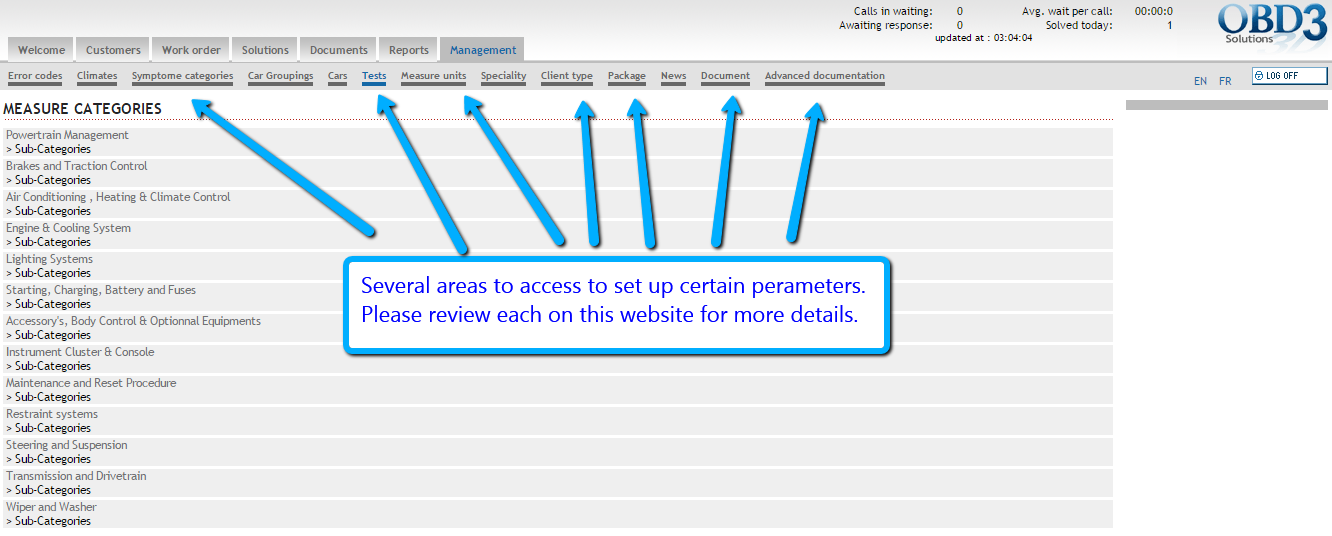 Calls in waiting: 0 Avg. wait per call: 00:00:0
Awaiting response: 0 Solved today: 1
updated at : 03:04:04
OBD3
Solutions
Welcome Customers Work order Solutions Documents Reports Management
Error codes Climates Symptome categories Car Groupings Cars Tests Measure units Speciality Client type Package News Document Advanced documentation
EN FR LOG OFF
MEASURE CATEGORIES
Powertrain Management
> Sub-Categories
Brakes and Traction Control
> Sub-Categories
Air Conditioning , Heating & Climate Control
> Sub-Categories
Engine & Cooling System
> Sub-Categories
Lighting Systems
> Sub-Categories
Starting, Charging, Battery and Fuses
> Sub-Categories
Accessory's, Body Control & Optionnal Equipments
> Sub-Categories
Instrument Cluster & Console
> Sub-Categories
Maintenance and Reset Procedure
> Sub-Categories
Restraint systems
> Sub-Categories
Steering and Suspension
> Sub-Categories
Transmission and Drivetrain
> Sub-Categories
Wiper and Washer
> Sub-Categories
Several areas to access to set up certain perameters.
Please review each on this website for more details.